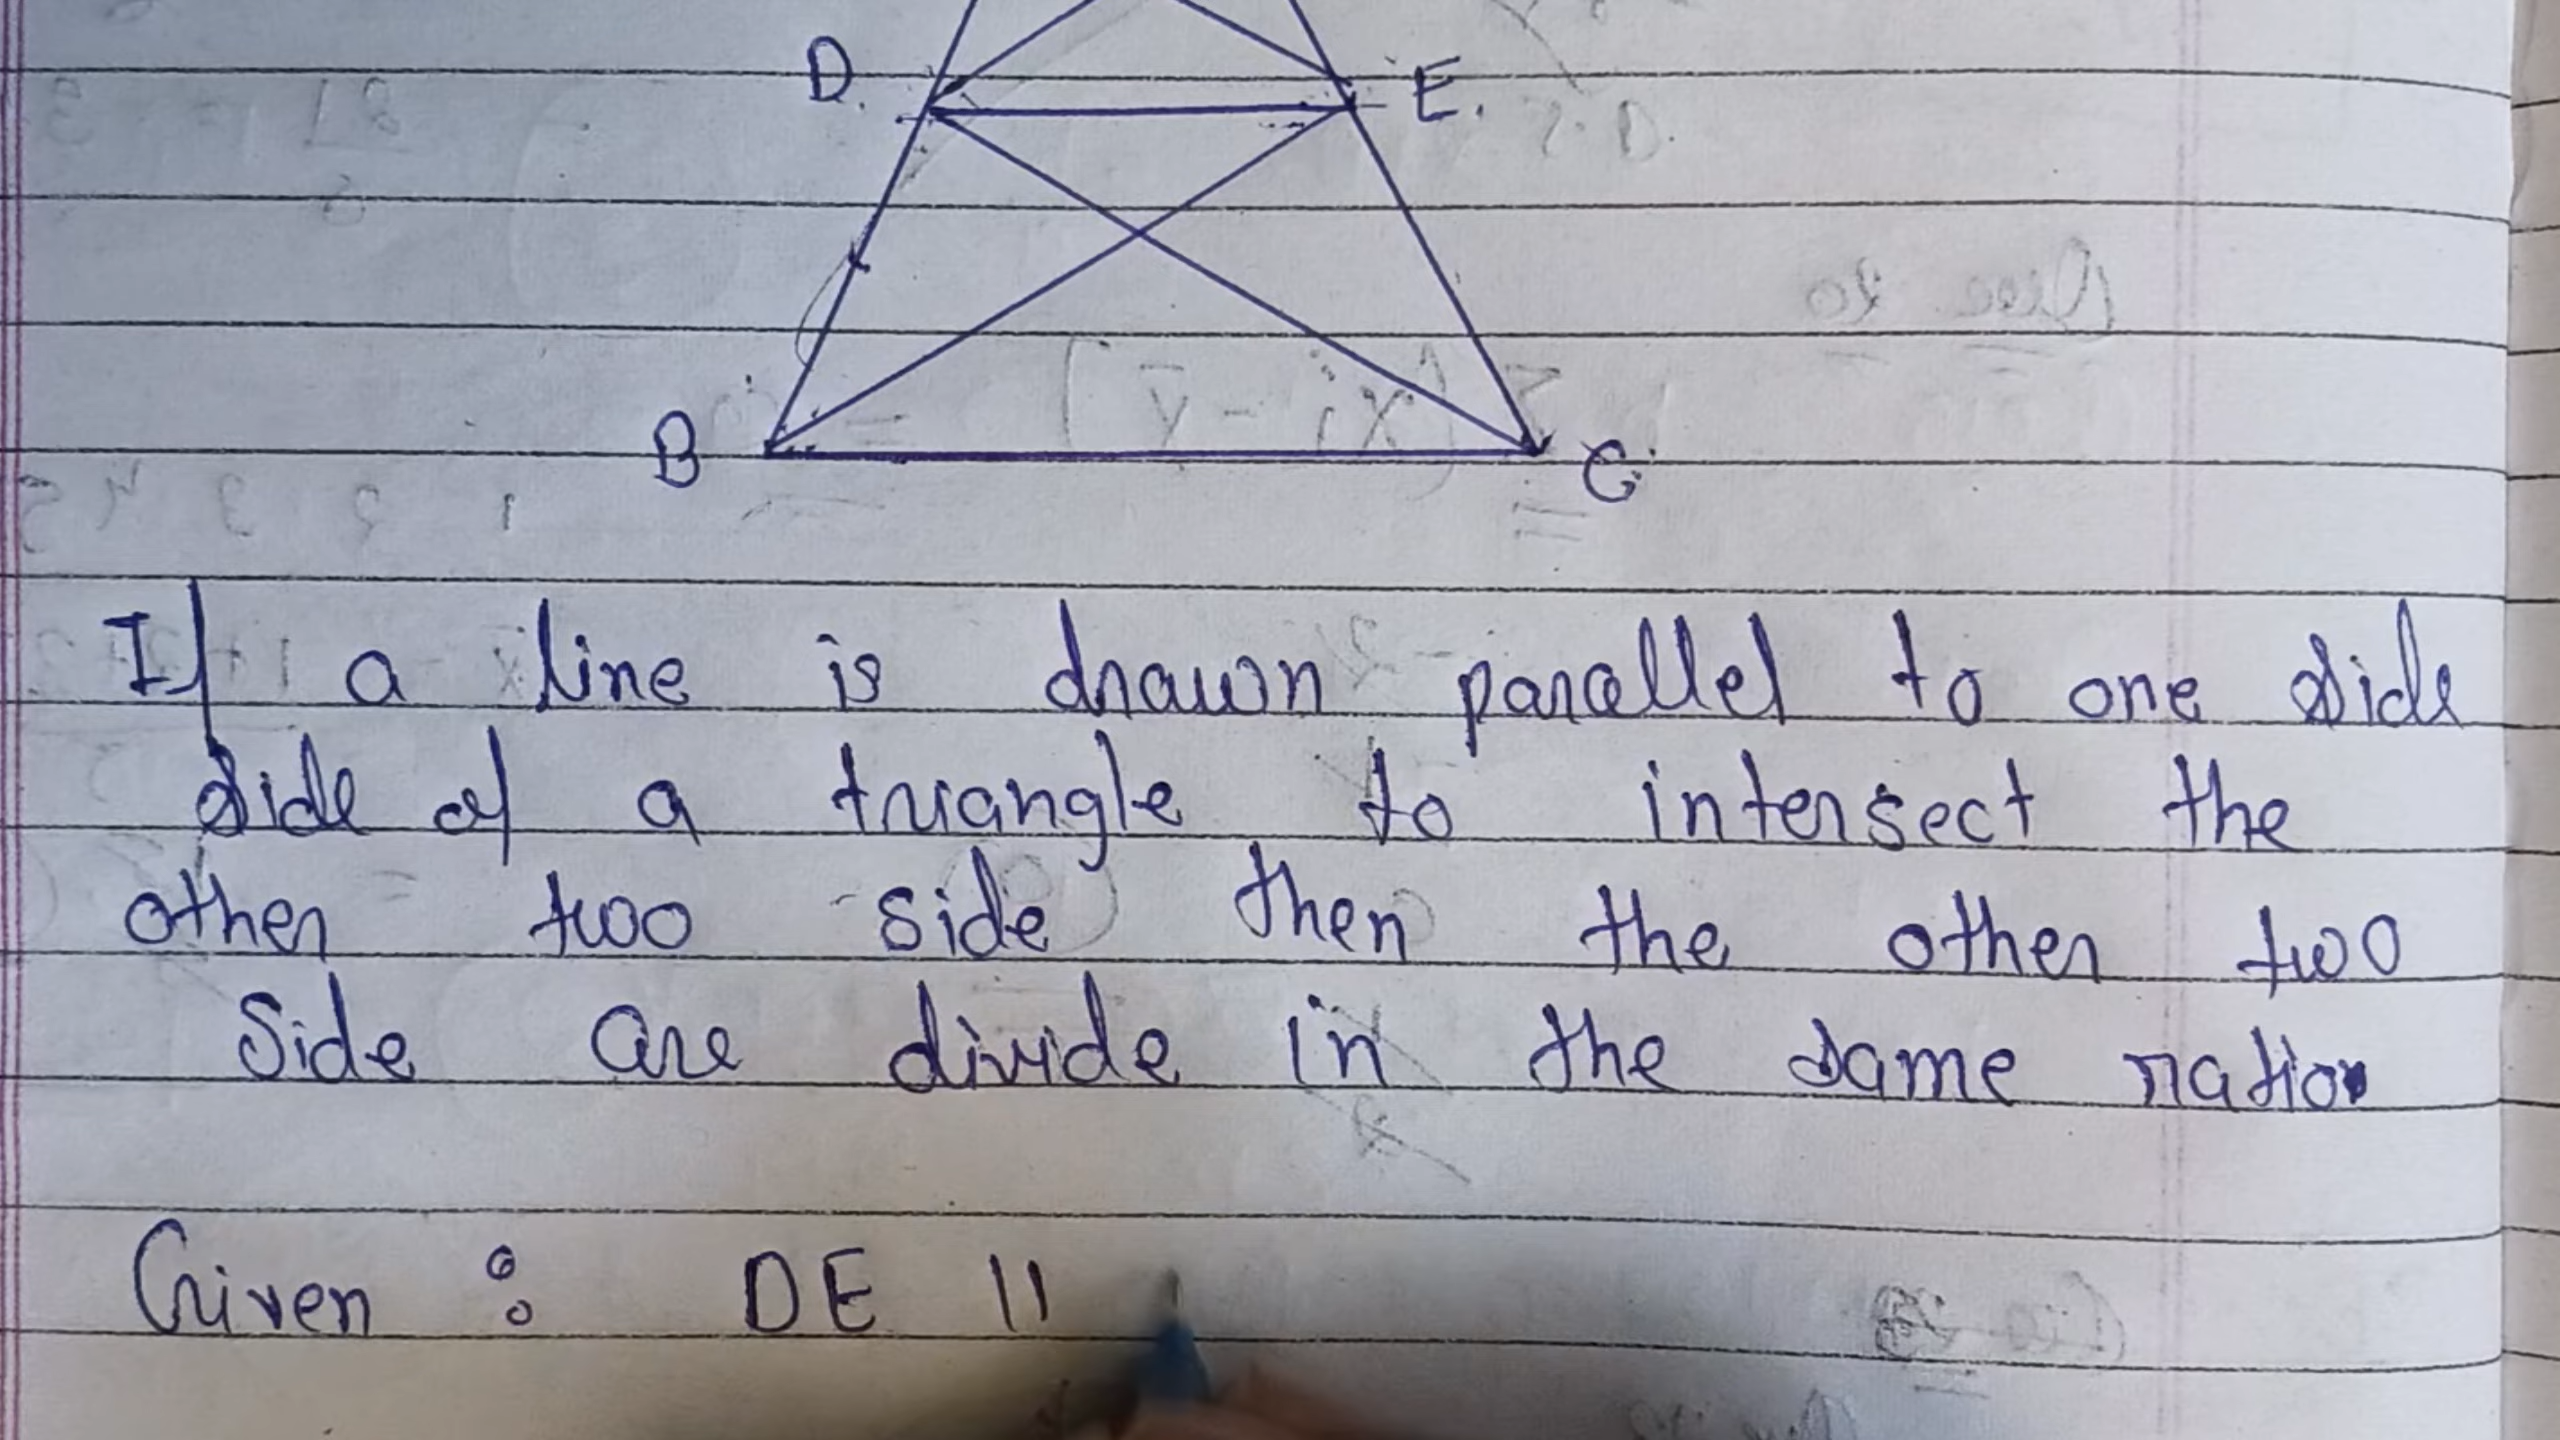 D. E.
B C
If a line is drawn parallel to one side
side of a triangle to intersect the
other two side then the other two
side are divide in the same ratio
Given : DE ||